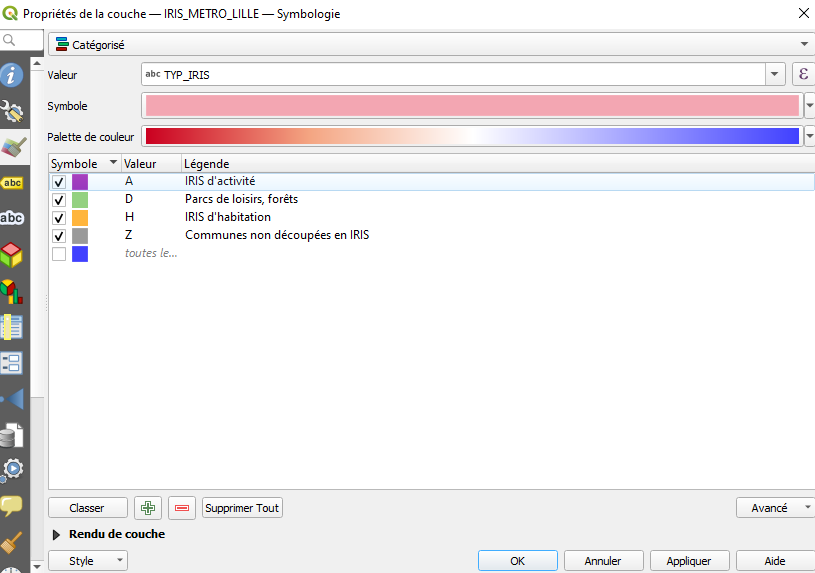 Propriétés de la couche — IRIS_METRO_LILLE — Symbologie
Catégorisé
Valeur
abc TYP_IRIS
ε
Symbole
Palette de couleur
Symbole Valeur Légende
A IRIS d'activité
D Parcs de loisirs, forêts
H IRIS d'habitation
Z Communes non découpées en IRIS
toutes le...
abc
abc
Classer
Supprimer Tout
Avancé
Rendu de couche
Style
OK
Annuler
Appliquer
Aide